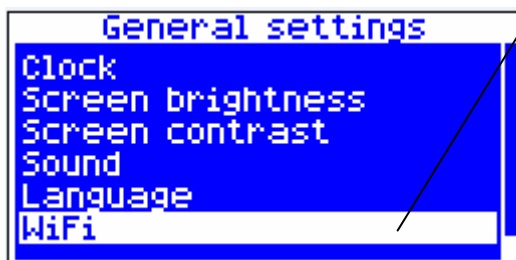 General settings
Clock
Screen brightness
Screen contrast
Sound
Language
WiFi